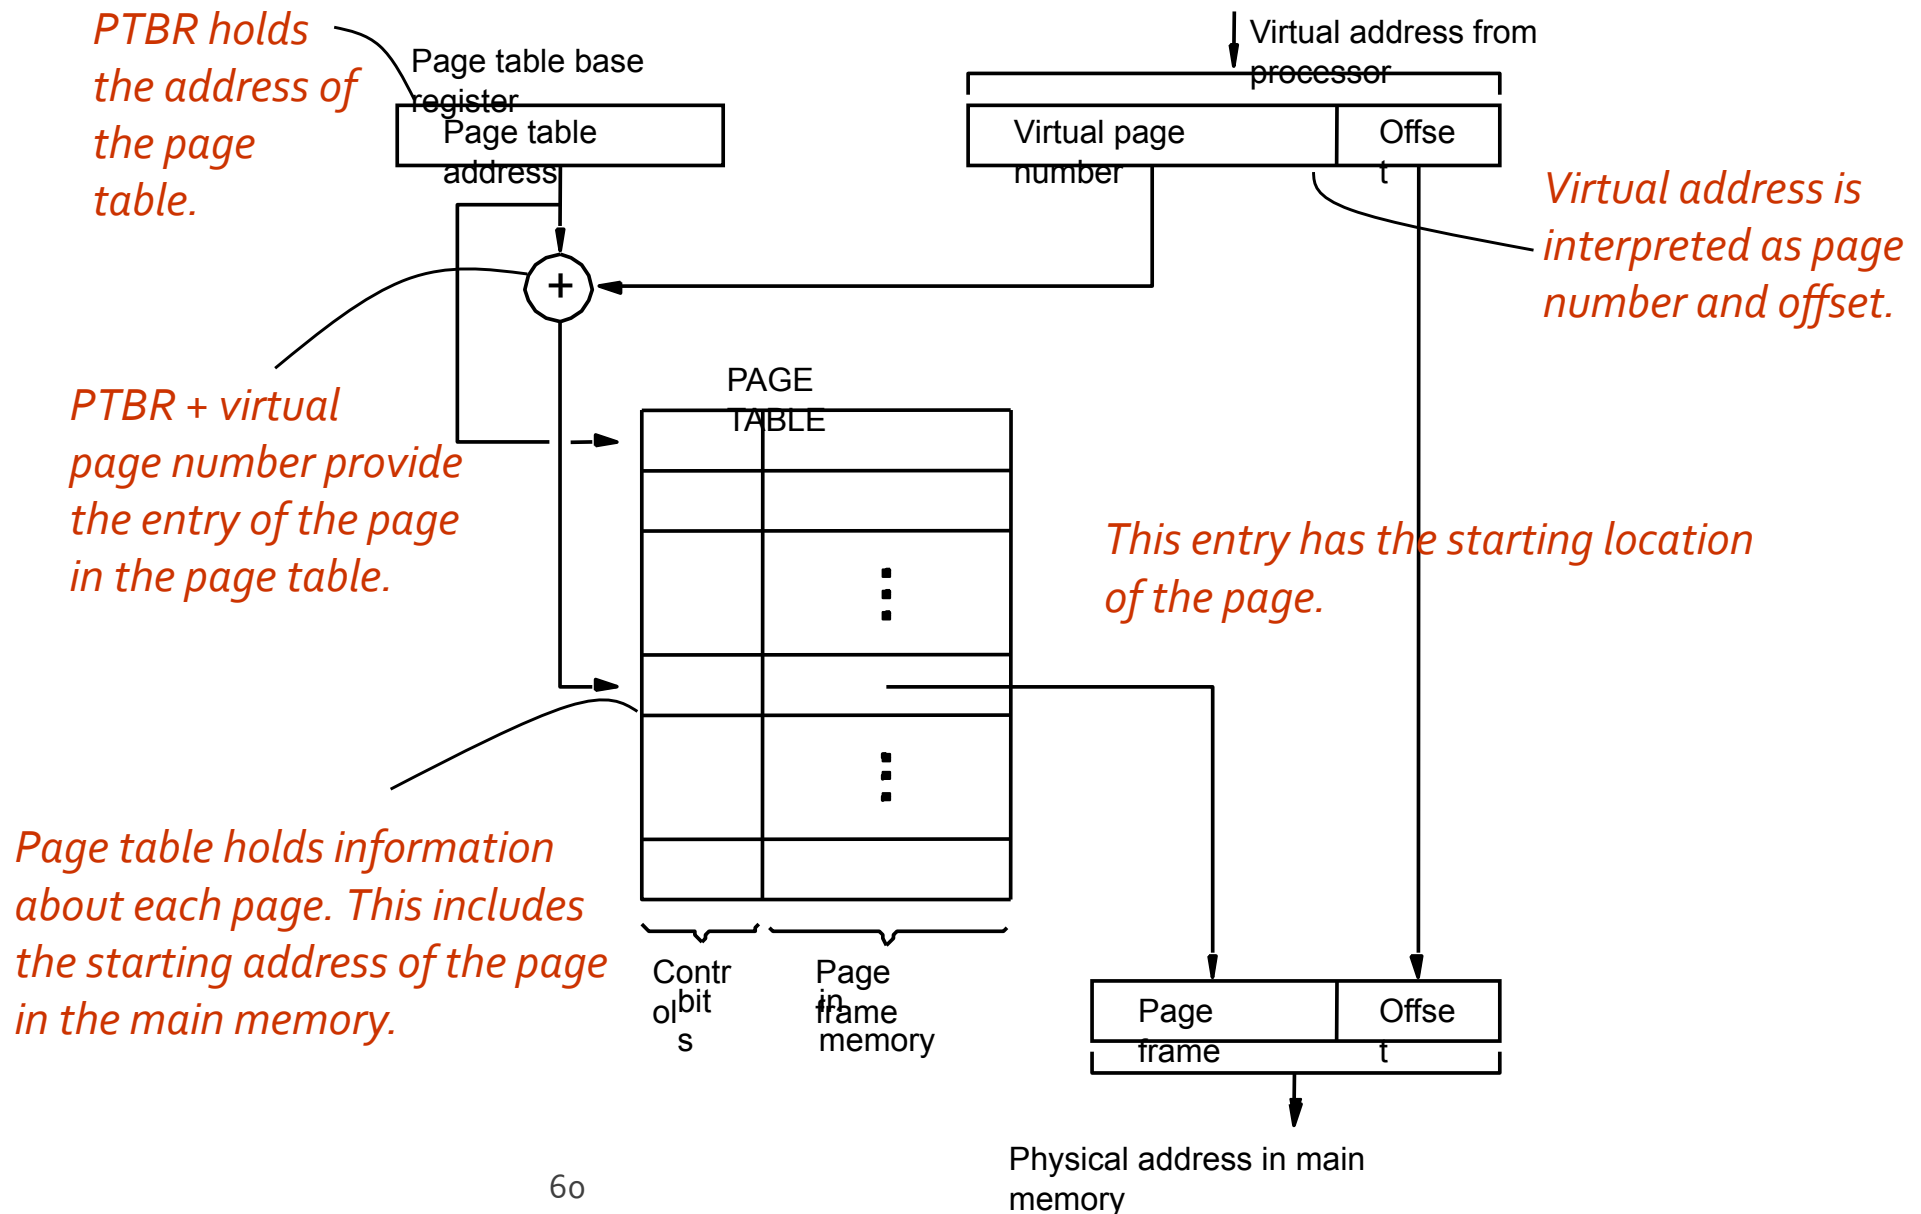 PTBR holds
the address of
the page
table.
Page table base
register
Page table
address
Virtual address from
processor
Virtual page
number
Offse
t
Virtual address is
interpreted as page
number and offset.
+
PTBR + virtual
page number provide
the entry of the page
in the page table.
PAGE
TABLE
This entry has the starting location
of the page.
Page table holds information
about each page. This includes
the starting address of the page
in the main memory.
Contr
ol
bit
s
Page
frame
in
memory
Page
frame
Offse
t
Physical address in main
memory
60